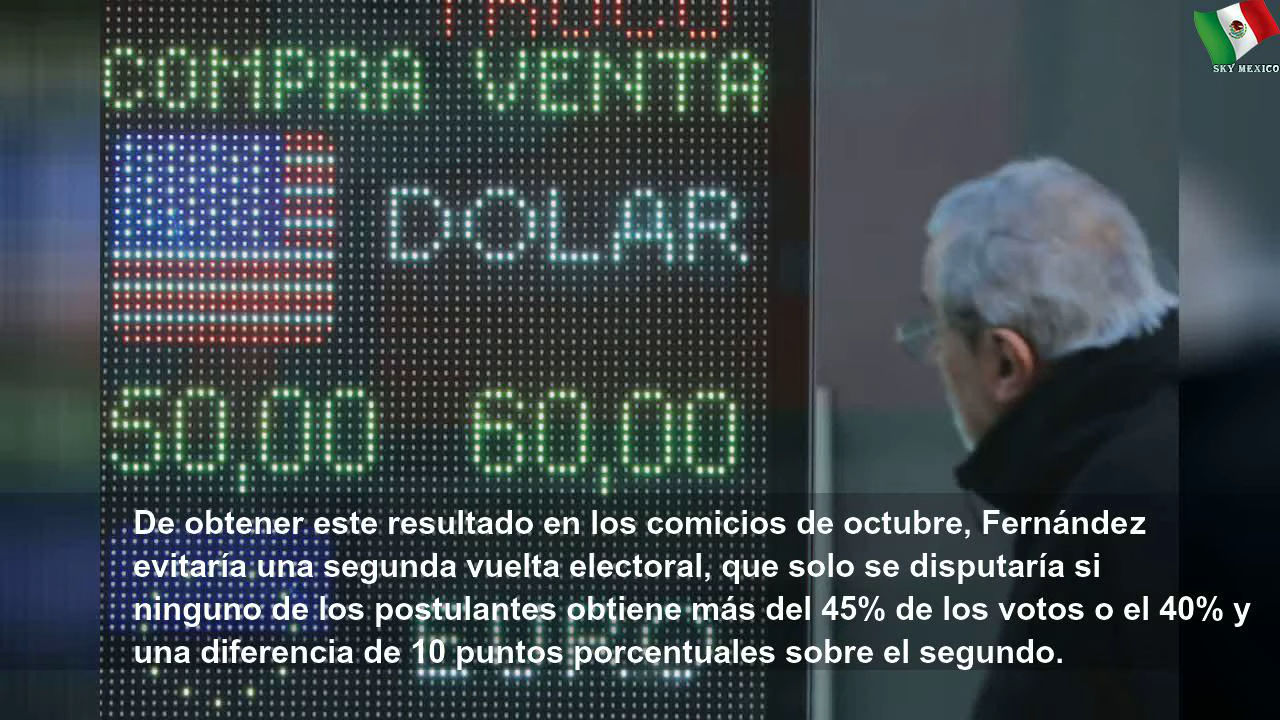 SKY MEXICO
COMPRA VENTA
DOLAR
50,00 60,00
De obtener este resultado en los comicios de octubre, Fernández
evitaría una segunda vuelta electoral, que solo se disputaría si
ninguno de los postulantes obtiene más del 45% de los votos o el 40% y
una diferencia de 10 puntos porcentuales sobre el segundo.
EURO